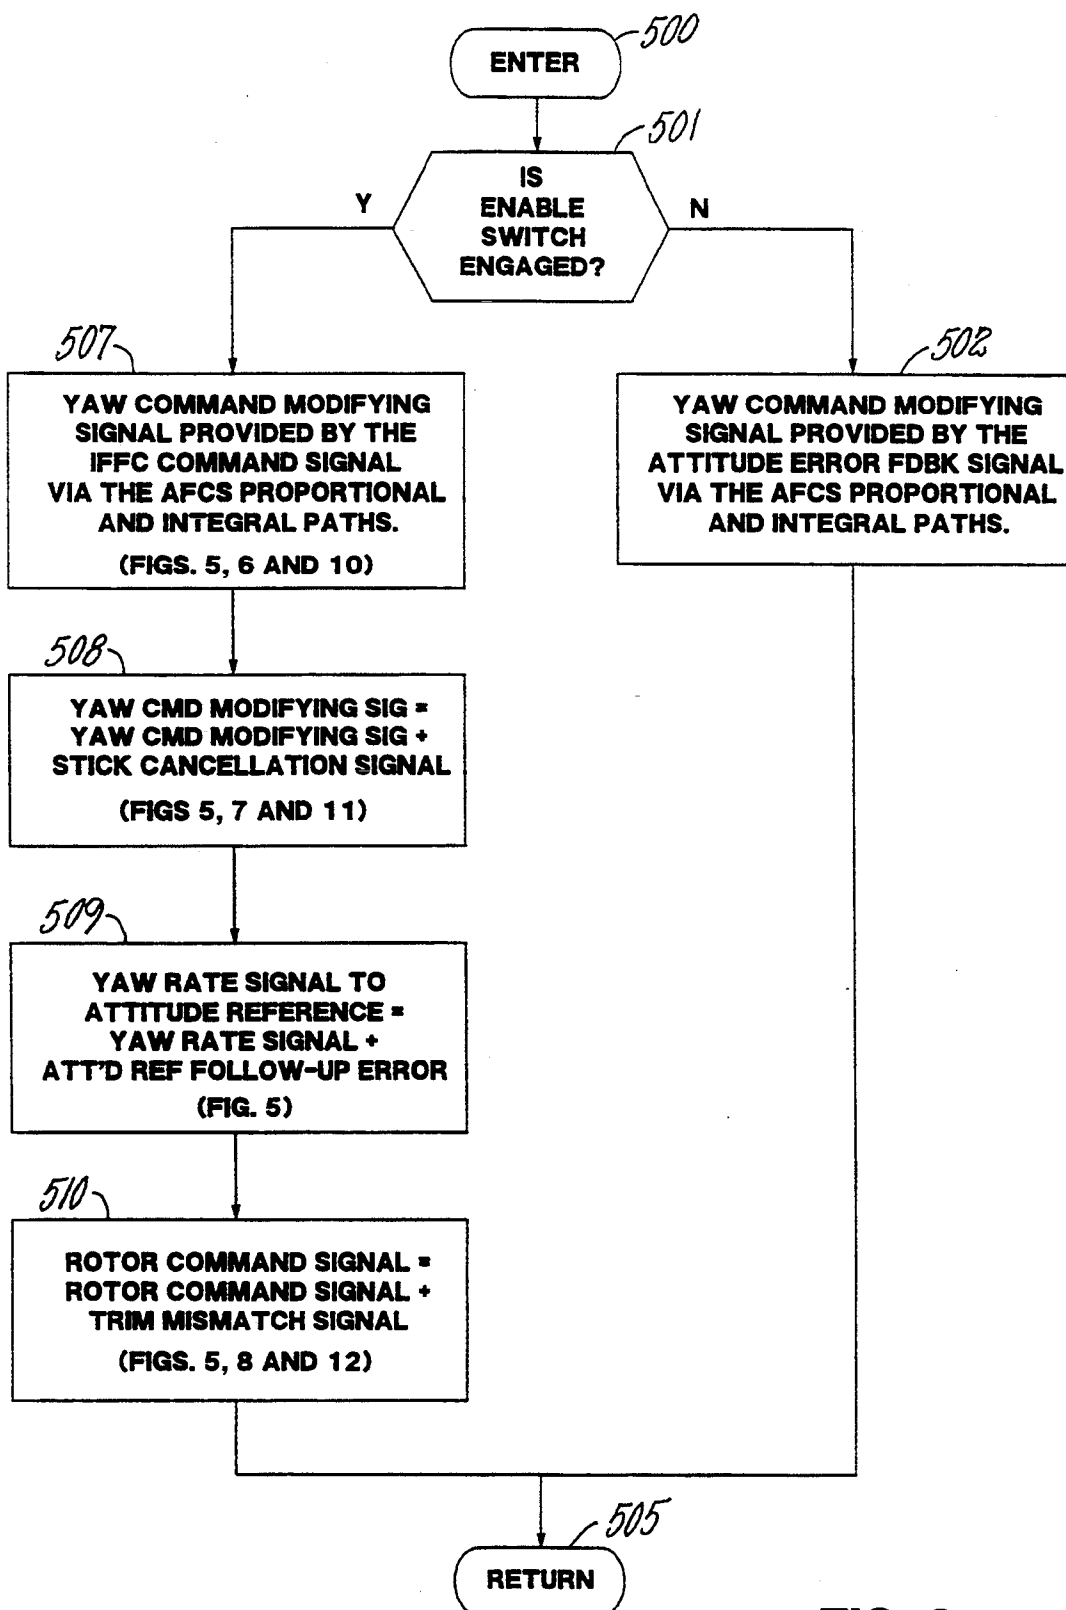 500
ENTER
501
IS
ENABLE
SWITCH
ENGAGED?
Y
N
507
YAW COMMAND MODIFYING
SIGNAL PROVIDED BY THE
IFFC COMMAND SIGNAL
VIA THE AFCS PROPORTIONAL
AND INTEGRAL PATHS.
(FIGS. 5, 6 AND 10)
502
YAW COMMAND MODIFYING
SIGNAL PROVIDED BY THE
ATTITUDE ERROR FDBK SIGNAL
VIA THE AFCS PROPORTIONAL
AND INTEGRAL PATHS.
508
YAW CMD MODIFYING SIG =
YAW CMD MODIFYING SIG +
STICK CANCELLATION SIGNAL
(FIGS 5, 7 AND 11)
509
YAW RATE SIGNAL TO
ATTITUDE REFERENCE =
YAW RATE SIGNAL +
ATT'D REF FOLLOW-UP ERROR
(FIG. 5)
510
ROTOR COMMAND SIGNAL =
ROTOR COMMAND SIGNAL +
TRIM MISMATCH SIGNAL
(FIGS. 5, 8 AND 12)
505
RETURN